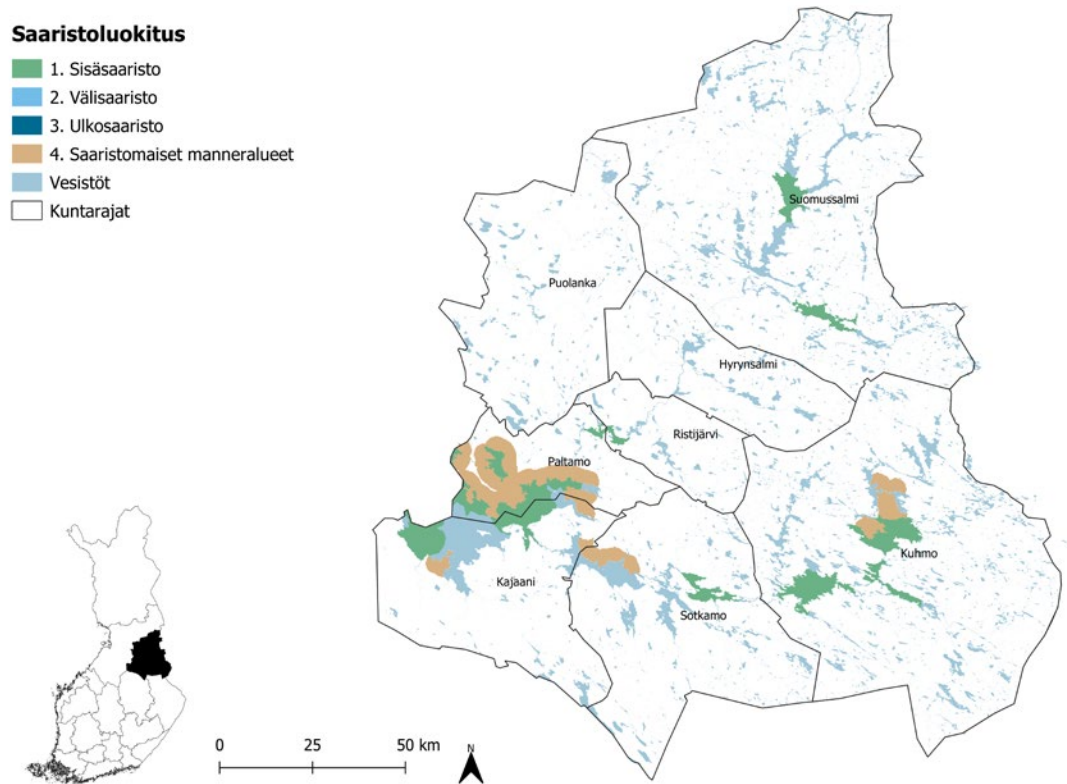 Saaristoluokitus
1. Sisäsaaristo
2. Välisaaristo
3. Ulkosaaristo
4. Saaristomaiset manneralueet
Vesistöt
Kuntarajat
Suomussalmi
Puolanka
Hyrynsalmi
Ristijärvi
Paltamo
Kuhmo
Kajaani
Sotkamo
0 25 50 km
N